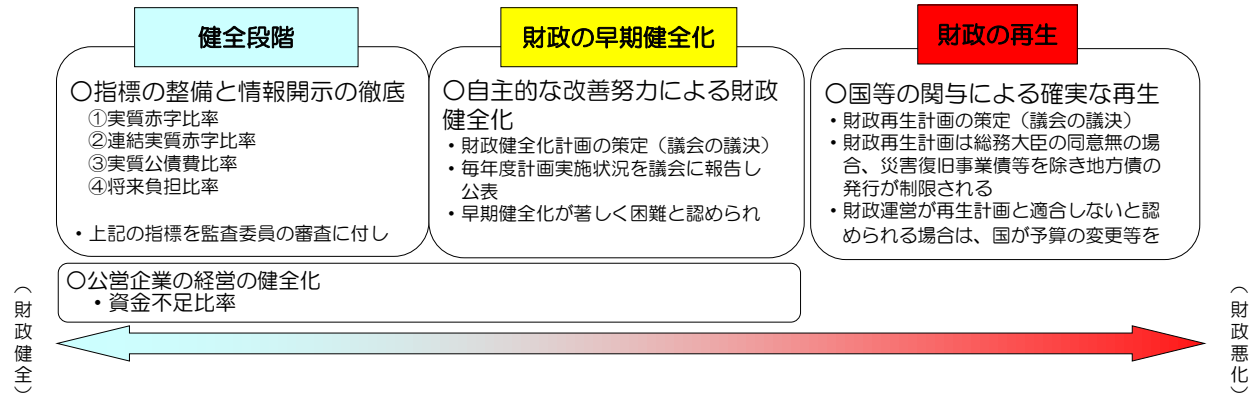 健全段階
〇指標の整備と情報開示の徹底
①実質赤字比率
②連結実質赤字比率
③実質公債費比率
④将来負担比率
・上記の指標を監査委員の審査に付し
財政の早期健全化
〇自主的な改善努力による財政
健全化
・財政健全化計画の策定（議会の議決）
・毎年度計画実施状況を議会に報告し
公表
・早期健全化が著しく困難と認められ
財政の再生
〇国等の関与による確実な再生
・財政再生計画の策定（議会の議決）
・財政再生計画は総務大臣の同意無の場
合、災害復旧事業債等を除き地方債の
発行が制限される
・財政運営が再生計画と適合しないと認
められる場合は、国が予算の変更等を
〇公営企業の経営の健全化
・資金不足比率
（財政健全）
（財政悪化）